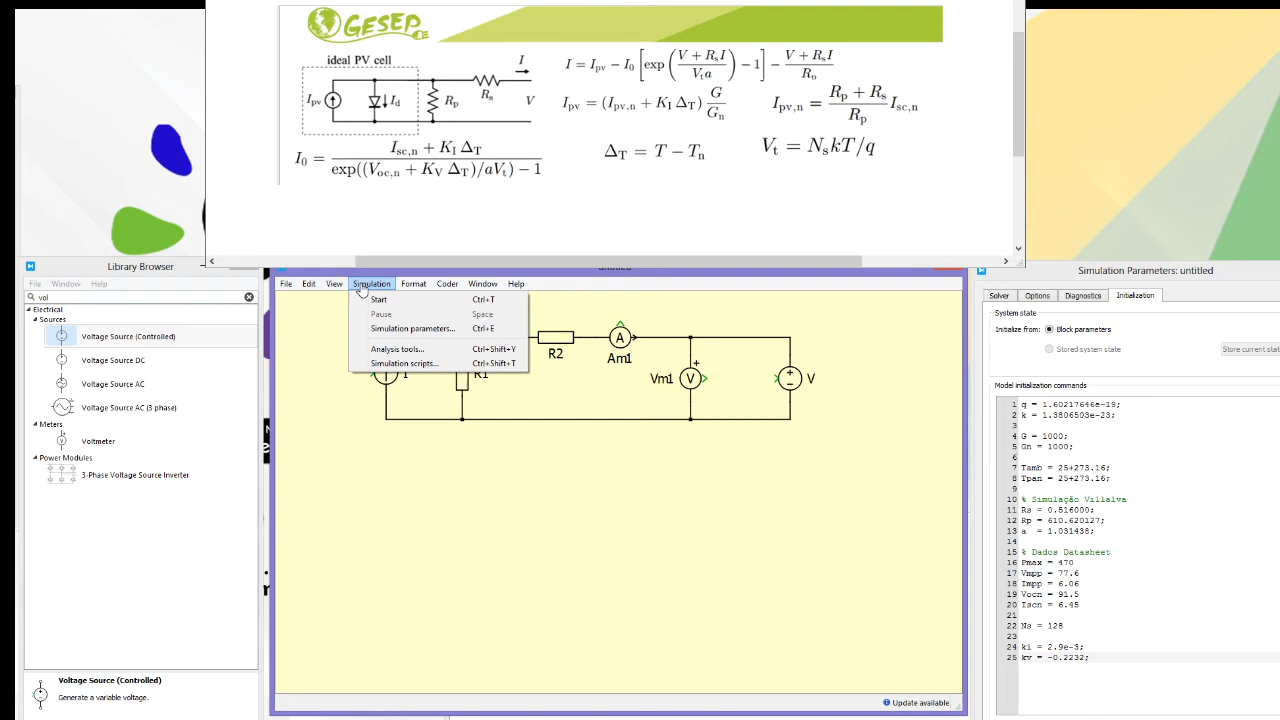 GESEP
ideal PV cell
Ipv
Id
Rp
Rs
I
V
I = Ipv − I0 [exp((V + RsI)/(Vta)) − 1] − (V + RsI)/Rp
Ipv = (Ipv,n + KI ΔT) G/Gn
Ipv,n = (Rp + Rs)/Rp Isc,n
I0 = (Isc,n + KI ΔT)/(exp((Voc,n + KV ΔT)/aVt) − 1)
ΔT = T − Tn
Vt = NskT/q
Library Browser
File Window Help
vol
Electrical
Sources
Voltage Source (Controlled)
Voltage Source DC
Voltage Source AC
Voltage Source AC (3 phase)
Meters
Voltmeter
Power Modules
3-Phase Voltage Source Inverter
Voltage Source (Controlled)
Generate a variable voltage.
untitled
File Edit View Simulation Format Coder Window Help
Start Ctrl+T
Pause Space
Simulation parameters... Ctrl+E
Analysis tools... Ctrl+Shift+Y
Simulation scripts... Ctrl+Shift+T
I
R1
R2
A
Am1
Vm1
V
V
Update available
Simulation Parameters: untitled
Solver Options Diagnostics Initialization
System state
Initialize from: Block parameters
Stored system state
Store current stat
Model initialization commands
1 q = 1.60217646e-19;
2 k = 1.3806503e-23;
3
4 G = 1000;
5 Gn = 1000;
6
7 Tamb = 25+273.16;
8 Tpan = 25+273.16;
9
10 % Simulação Villalva
11 Rs = 0.516000;
12 Rp = 610.620127;
13 a = 1.031438;
14
15 % Dados Datasheet
16 Pmax = 470
17 Vmpp = 77.6
18 Impp = 6.06
19 Vocn = 91.5
20 Iscn = 6.45
21
22 Ns = 128
23
24 ki = 2.9e-3;
25 kv = -0.2232;